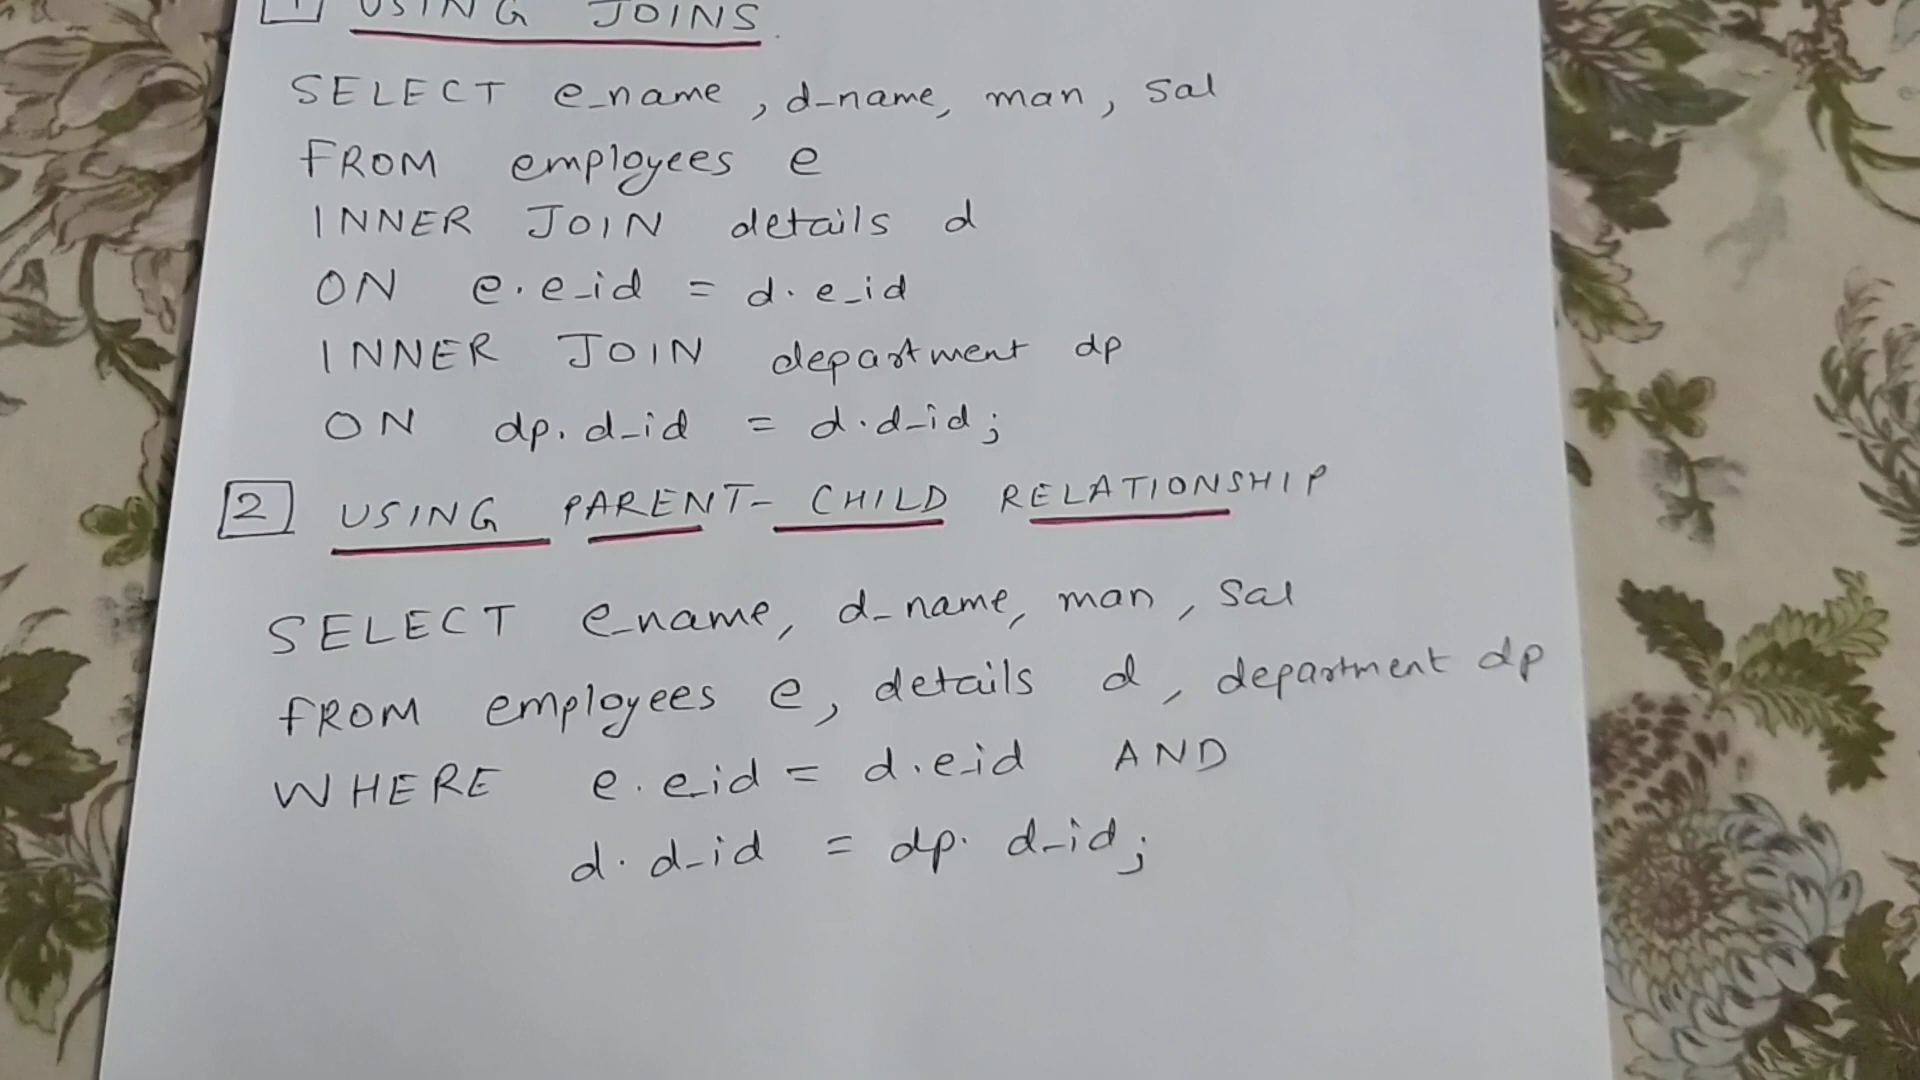 1 USING JOINS
SELECT e_name, d_name, man, sal
FROM employees e
INNER JOIN details d
ON e.e_id = d.e_id
INNER JOIN department dp
ON dp.d_id = d.d_id;
2 USING PARENT-CHILD RELATIONSHIP
SELECT e_name, d_name, man, sal
FROM employees e, details d, department dp
WHERE e.e_id = d.e_id AND
d.d_id = dp.d_id;